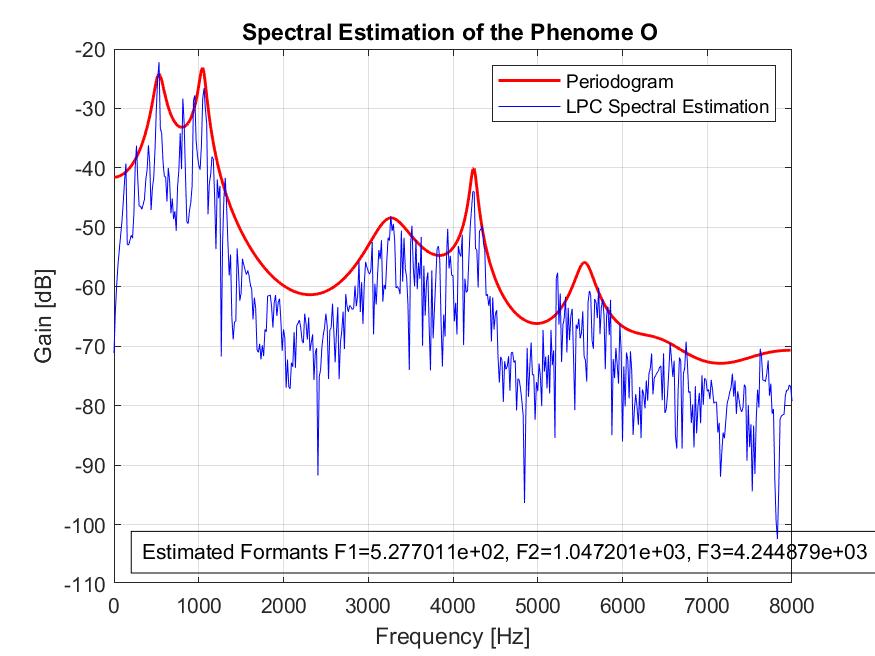 Spectral Estimation of the Phenome O
Periodogram
LPC Spectral Estimation
Gain [dB]
-20
-30
-40
-50
-60
-70
-80
-90
-100
-110
Estimated Formants F1=5.277011e+02, F2=1.047201e+03, F3=4.244879e+03
0 1000 2000 3000 4000 5000 6000 7000 8000
Frequency [Hz]